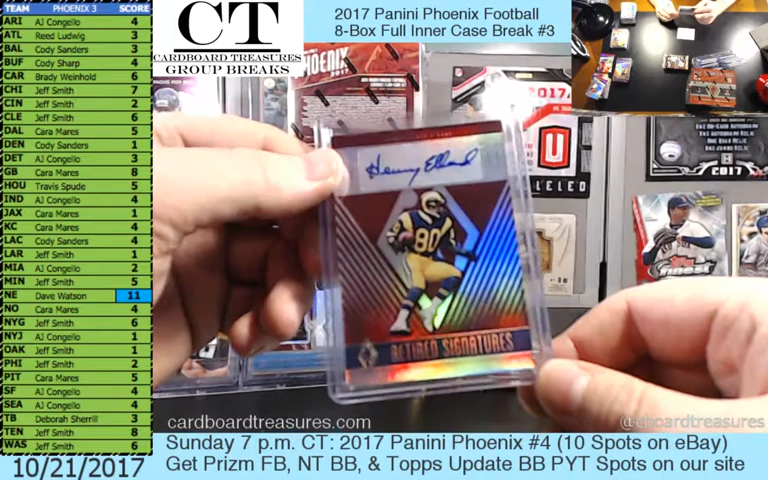 TEAM PHOENIX 3 SCORE
ARI AJ Congello 4
ATL Reed Ludwig 3
BAL Cody Sanders 3
BUF Cody Sharp 4
CAR Brady Weinhold 6
CHI Jeff Smith 7
CIN Jeff Smith 2
CLE Jeff Smith 6
DAL Cara Mares 5
DEN Cody Sanders 1
DET AJ Congello 3
GB Cara Mares 8
HOU Travis Spude 5
IND AJ Congello 4
JAX Cara Mares 1
KC Cara Mares 4
LAC Cody Sanders 4
LAR Jeff Smith 1
MIA AJ Congello 2
MIN Jeff Smith 5
NE Dave Watson 11
NO Cara Mares 4
NYG Jeff Smith 6
NYJ AJ Congello 1
OAK Jeff Smith 1
PHI Jeff Smith 2
PIT Cara Mares 5
SF AJ Congello 4
SEA AJ Congello 4
TB Deborah Sherrill 3
TEN Jeff Smith 8
WAS Jeff Smith 6
10/21/2017
CT
CARDBOARD TREASURES
GROUP BREAKS
2017 Panini Phoenix Football
8-Box Full Inner Case Break #3
PHOENIX
2017
Henry Ellard
80
RETIRED SIGNATURES
2017
Finest
cardboardtreasures.com
@cboardtreasures
Sunday 7 p.m. CT: 2017 Panini Phoenix #4 (10 Spots on eBay)
Get Prizm FB, NT BB, & Topps Update BB PYT Spots on our site